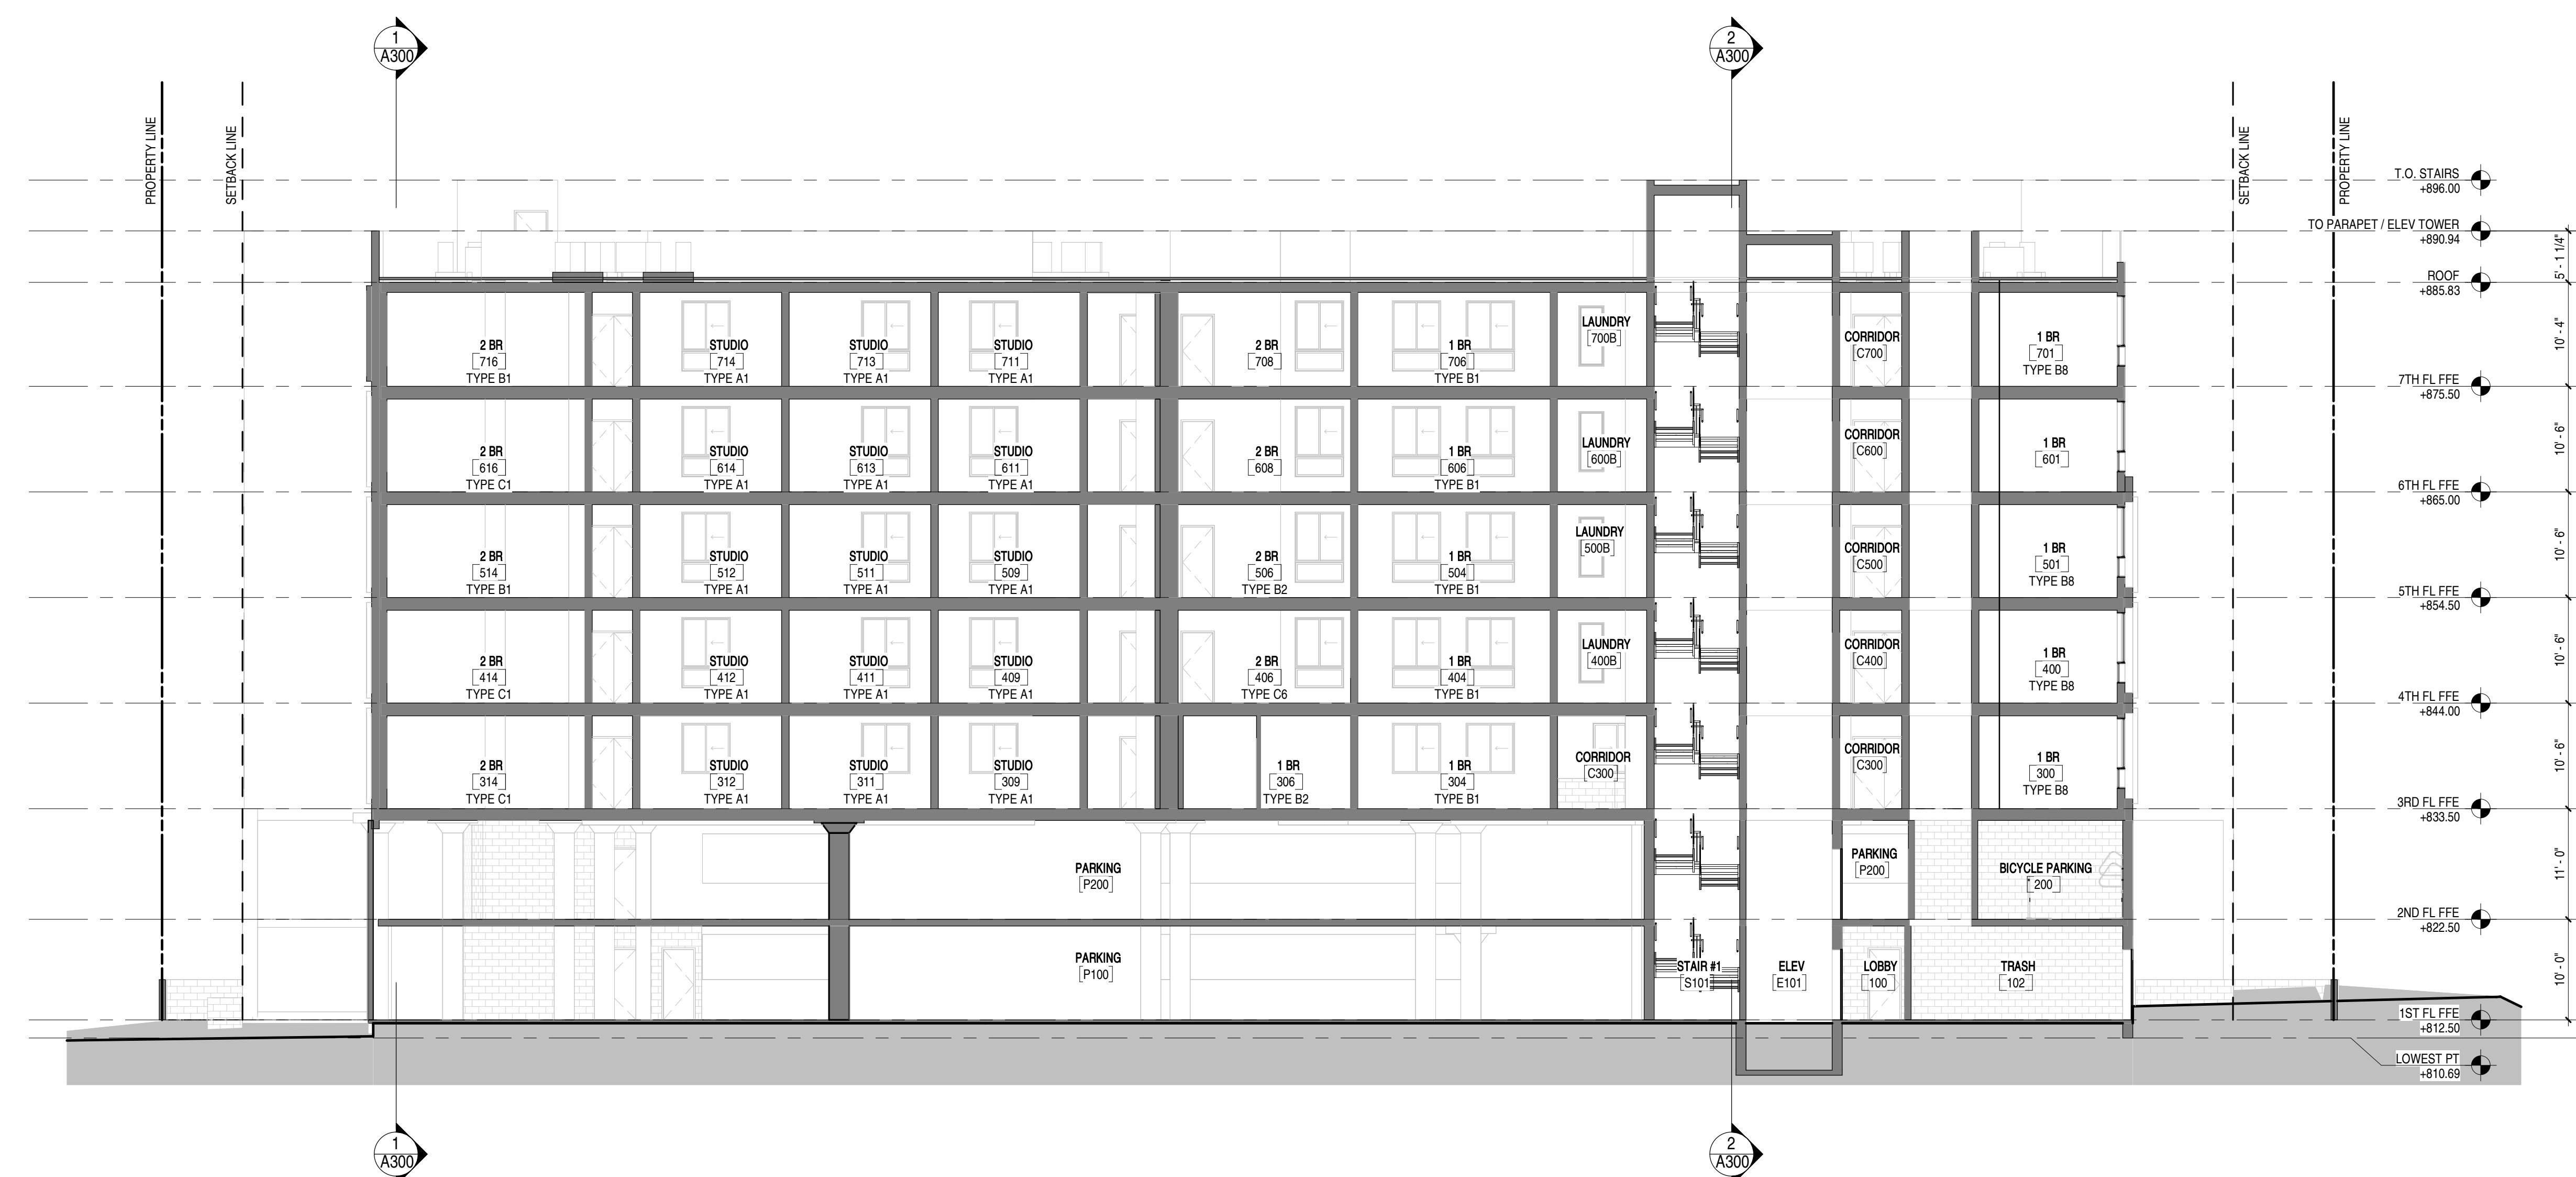 1
A300
2
A300
PROPERTY LINE
SETBACK LINE
SETBACK LINE
PROPERTY LINE
T.O. STAIRS
+896.00
TO PARAPET / ELEV TOWER
+890.94
5' - 1 1/4"
ROOF
+885.83
10' - 4"
2 BR
716
TYPE B1
STUDIO
714
TYPE A1
STUDIO
713
TYPE A1
STUDIO
711
TYPE A1
2 BR
708
1 BR
706
TYPE B1
LAUNDRY
700B
CORRIDOR
C700
1 BR
701
TYPE B8
7TH FL FFE
+875.50
10' - 6"
2 BR
616
TYPE C1
STUDIO
614
TYPE A1
STUDIO
613
TYPE A1
STUDIO
611
TYPE A1
2 BR
608
1 BR
606
TYPE B1
LAUNDRY
600B
CORRIDOR
C600
1 BR
601
6TH FL FFE
+865.00
10' - 6"
2 BR
514
TYPE B1
STUDIO
512
TYPE A1
STUDIO
511
TYPE A1
STUDIO
509
TYPE A1
2 BR
506
TYPE B2
1 BR
504
TYPE B1
LAUNDRY
500B
CORRIDOR
C500
1 BR
501
TYPE B8
5TH FL FFE
+854.50
10' - 6"
2 BR
414
TYPE C1
STUDIO
412
TYPE A1
STUDIO
411
TYPE A1
STUDIO
409
TYPE A1
2 BR
406
TYPE C6
1 BR
404
TYPE B1
LAUNDRY
400B
CORRIDOR
C400
1 BR
400
TYPE B8
4TH FL FFE
+844.00
10' - 6"
2 BR
314
TYPE C1
STUDIO
312
TYPE A1
STUDIO
311
TYPE A1
STUDIO
309
TYPE A1
1 BR
306
TYPE B2
1 BR
304
TYPE B1
CORRIDOR
C300
CORRIDOR
C300
1 BR
300
TYPE B8
3RD FL FFE
+833.50
11' - 0"
PARKING
P200
PARKING
P200
BICYCLE PARKING
200
2ND FL FFE
+822.50
10' - 0"
PARKING
P100
STAIR #1
S101
ELEV
E101
LOBBY
100
TRASH
102
1ST FL FFE
+812.50
LOWEST PT
+810.69
1
A300
2
A300